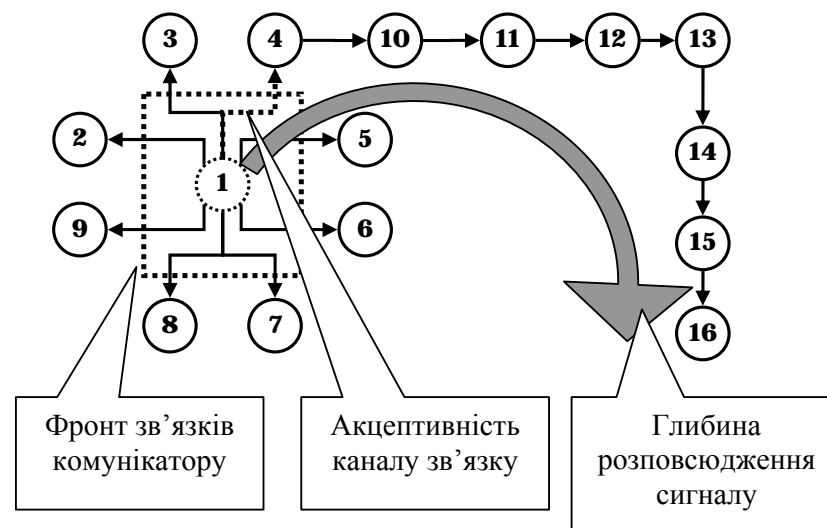 3 4 10 11 12 13
2 5 14
1
9 6 15
8 7 16
Фронт зв’язків
комунікатору
Акцептивність
каналу зв’язку
Глибина
розповсюдження
сигналу